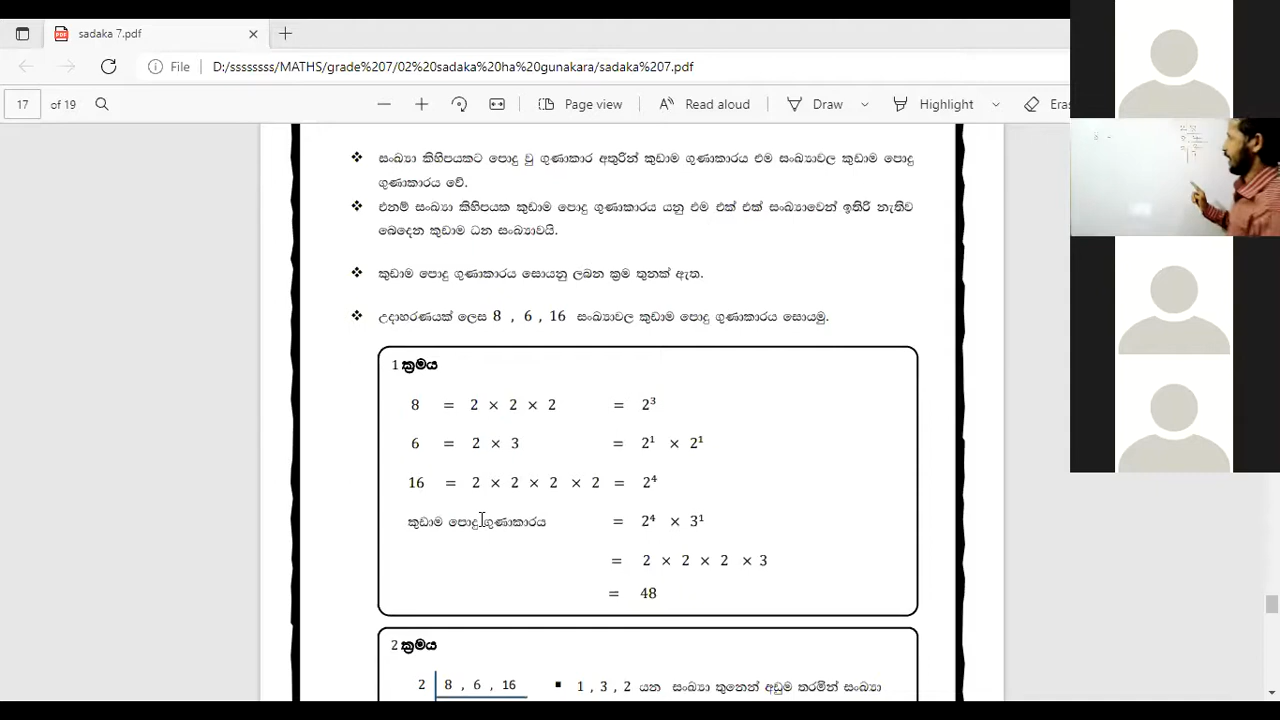 sadaka 7.pdf
File D:/ssssssss/MATHS/grade%207/02%20sadaka%20ha%20gunakara/sadaka%207.pdf
17 of 19 Page view Read aloud Draw Highlight Eras
සංඛ්‍යා කිහිපයකට පොදු වු ගුණාකාර අතුරින් කුඩාම ගුණාකාරය එම සංඛ්‍යාවල කුඩාම පොදු
ගුණාකාරය වේ.
එනම් සංඛ්‍යා කිහිපයක කුඩාම පොදු ගුණාකාරය යනු එම එක් එක් සංඛ්‍යාවෙන් ඉතිරි නැතිව
බෙදෙන කුඩාම ධන සංඛ්‍යාවයි.
කුඩාම පොදු ගුණාකාරය සොයනු ලබන ක්‍රම තුනක් ඇත.
උදාහරණයක් ලෙස 8 , 6 , 16 සංඛ්‍යාවල කුඩාම පොදු ගුණාකාරය සොයමු.
1 ක්‍රමය
8 = 2 × 2 × 2 = 2³
6 = 2 × 3 = 2¹ × 2¹
16 = 2 × 2 × 2 × 2 = 2⁴
කුඩාම පොදු ගුණාකාරය = 2⁴ × 3¹
= 2 × 2 × 2 × 3
= 48
2 ක්‍රමය
2 8 , 6 , 16 ▪ 1 , 3 , 2 යන සංඛ්‍යා තුනෙන් අඩුම තරමින් සංඛ්‍යා